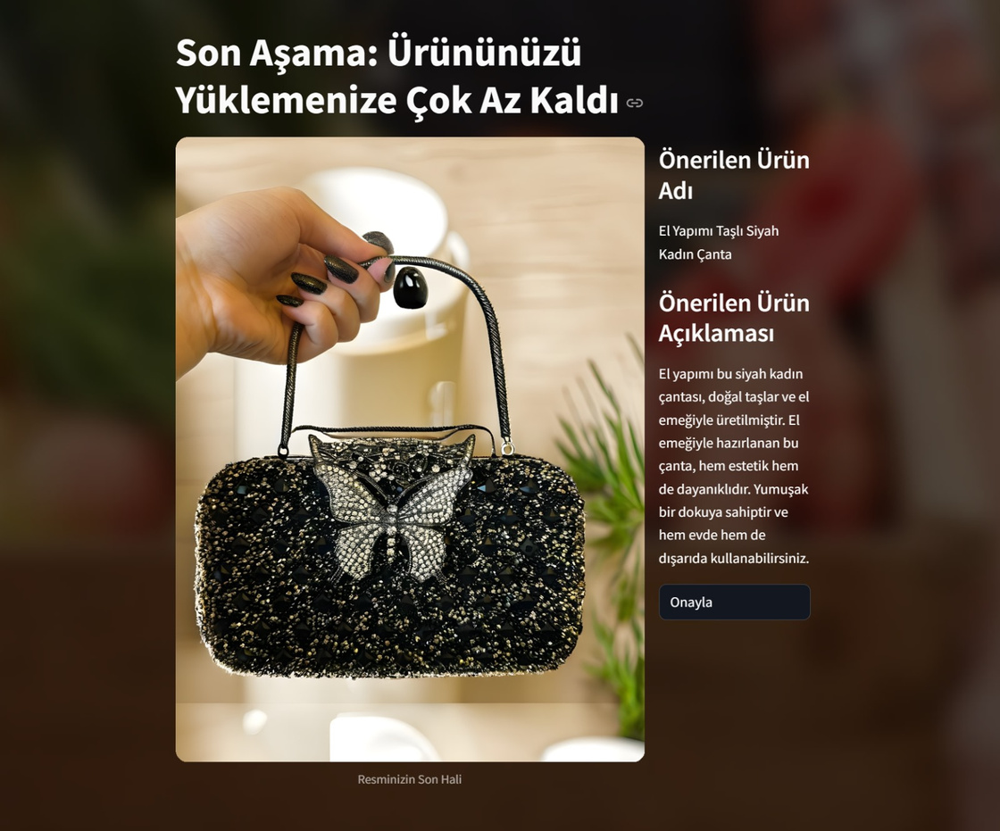 Son Aşama: Ürününüzü
Yüklemenize Çok Az Kaldı
Önerilen Ürün
Adı
El Yapımı Taşlı Siyah
Kadın Çanta
Önerilen Ürün
Açıklaması
El yapımı bu siyah kadın
çantası, doğal taşlar ve el
emeğiyle üretilmiştir. El
emeğiyle hazırlanan bu
çanta, hem estetik hem
de dayanıklıdır. Yumuşak
bir dokuya sahiptir ve
hem evde hem de
dışarıda kullanabilirsiniz.
Onayla
Resminizin Son Hali